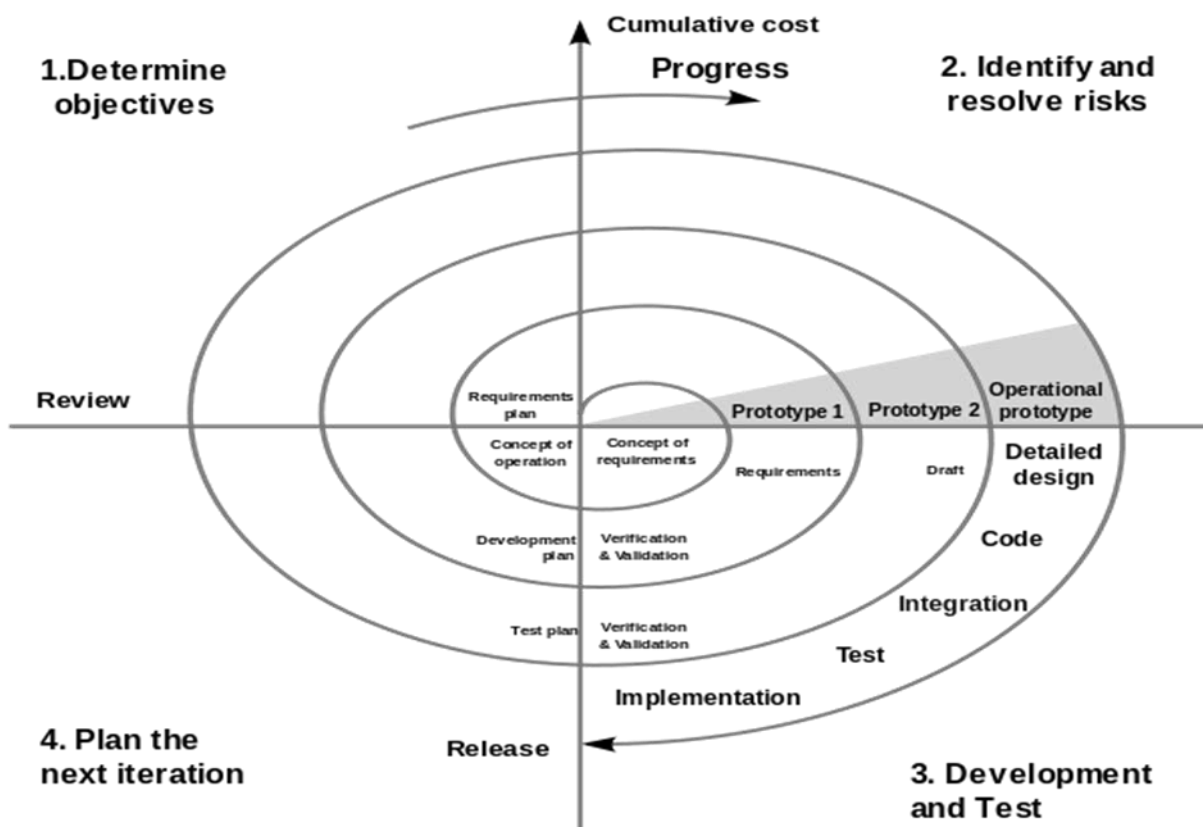 Cumulative cost
Progress
1.Determine
objectives
2. Identify and
resolve risks
Review
Requirements
plan
Concept of
operation
Concept of
requirements
Prototype 1
Prototype 2
Operational
prototype
Requirements
Draft
Detailed
design
Development
plan
Verification
& Validation
Code
Test plan
Verification
& Validation
Integration
Test
Implementation
Release
4. Plan the
next iteration
3. Development
and Test